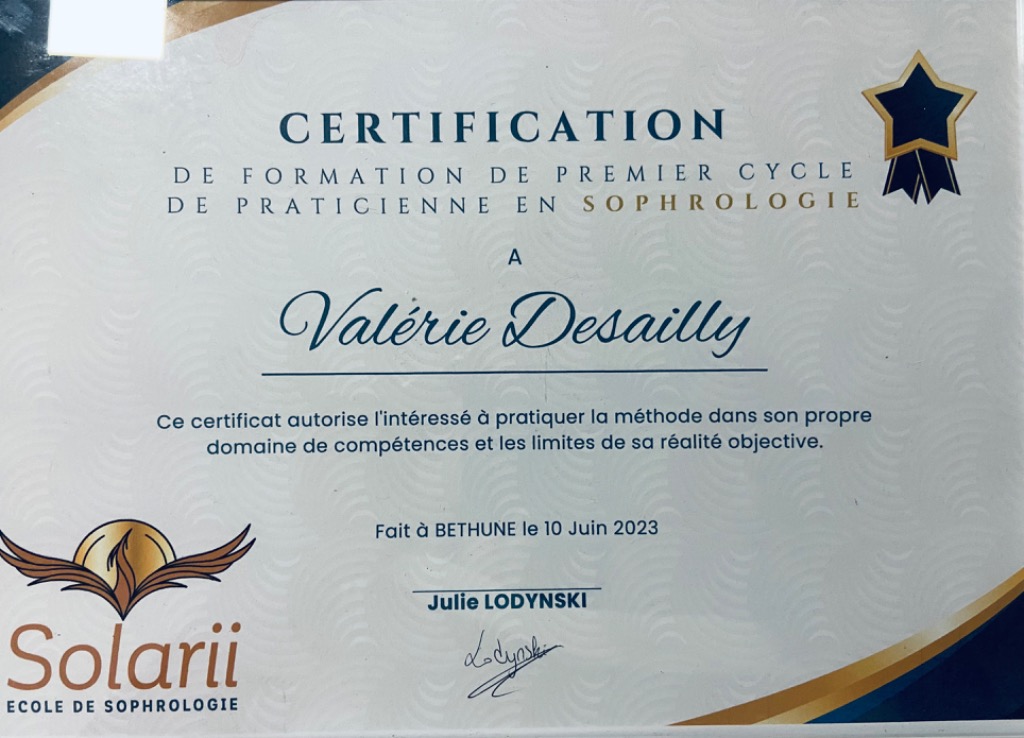 CERTIFICATION
DE FORMATION DE PREMIER CYCLE
DE PRATICIENNE EN SOPHROLOGIE
A
Valérie Desailly
Ce certificat autorise l'intéressé à pratiquer la méthode dans son propre
domaine de compétences et les limites de sa réalité objective.
Fait à BETHUNE le 10 Juin 2023
Julie LODYNSKI
Lodynski
Solarii
ECOLE DE SOPHROLOGIE